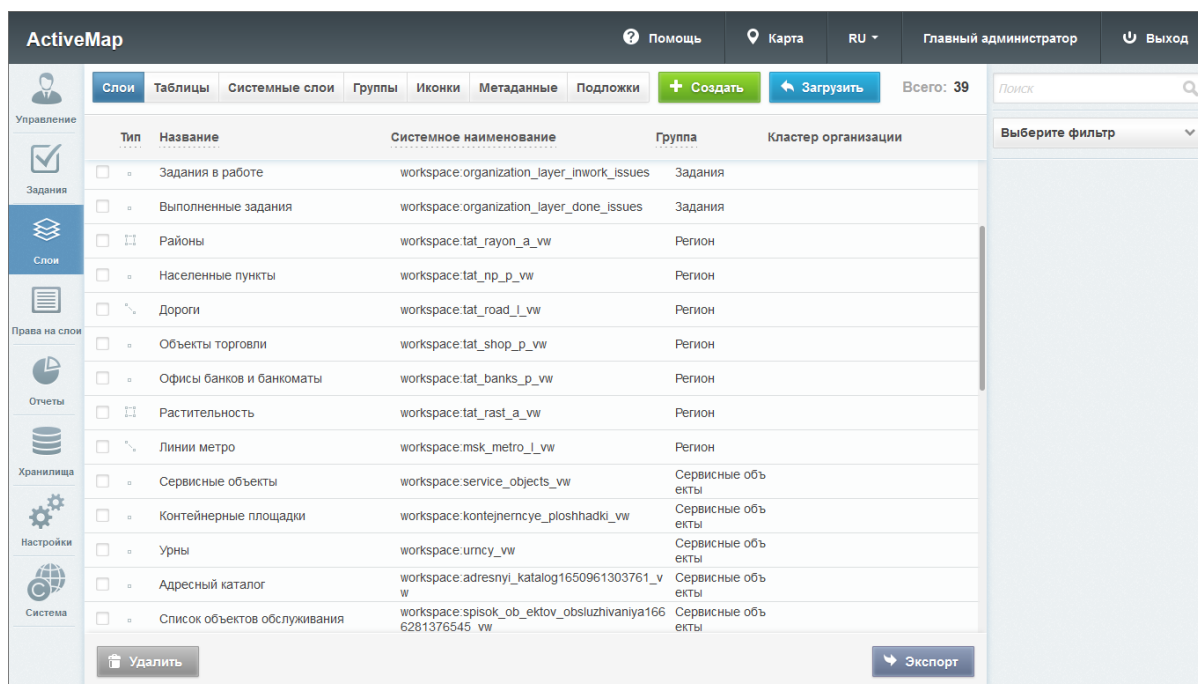 ActiveMap
Помощь
Карта
RU
Главный администратор
Выход
Управление
Задания
Слои
Права на слои
Отчеты
Хранилища
Настройки
Система
Слои Таблицы Системные слои Группы Иконки Метаданные Подложки
Создать
Загрузить
Всего: 39
Поиск
Выберите фильтр
Тип Название Системное наименование Группа Кластер организации
Задания в работе workspace:organization_layer_inwork_issues Задания
Выполненные задания workspace:organization_layer_done_issues Задания
Районы workspace:tat_rayon_a_vw Регион
Населенные пункты workspace:tat_np_p_vw Регион
Дороги workspace:tat_road_l_vw Регион
Объекты торговли workspace:tat_shop_p_vw Регион
Офисы банков и банкоматы workspace:tat_banks_p_vw Регион
Растительность workspace:tat_rast_a_vw Регион
Линии метро workspace:msk_metro_l_vw Регион
Сервисные объекты workspace:service_objects_vw Сервисные объ
екты
Контейнерные площадки workspace:kontejnerncye_ploshhadki_vw Сервисные объ
екты
Урны workspace:urncy_vw Сервисные объ
екты
Адресный каталог workspace:adresnyi_katalog1650961303761_v Сервисные объ
w екты
Список объектов обслуживания workspace:spisok_ob_ektov_obsluzhivaniya166 Сервисные объ
6281376545_vw екты
Удалить
Экспорт